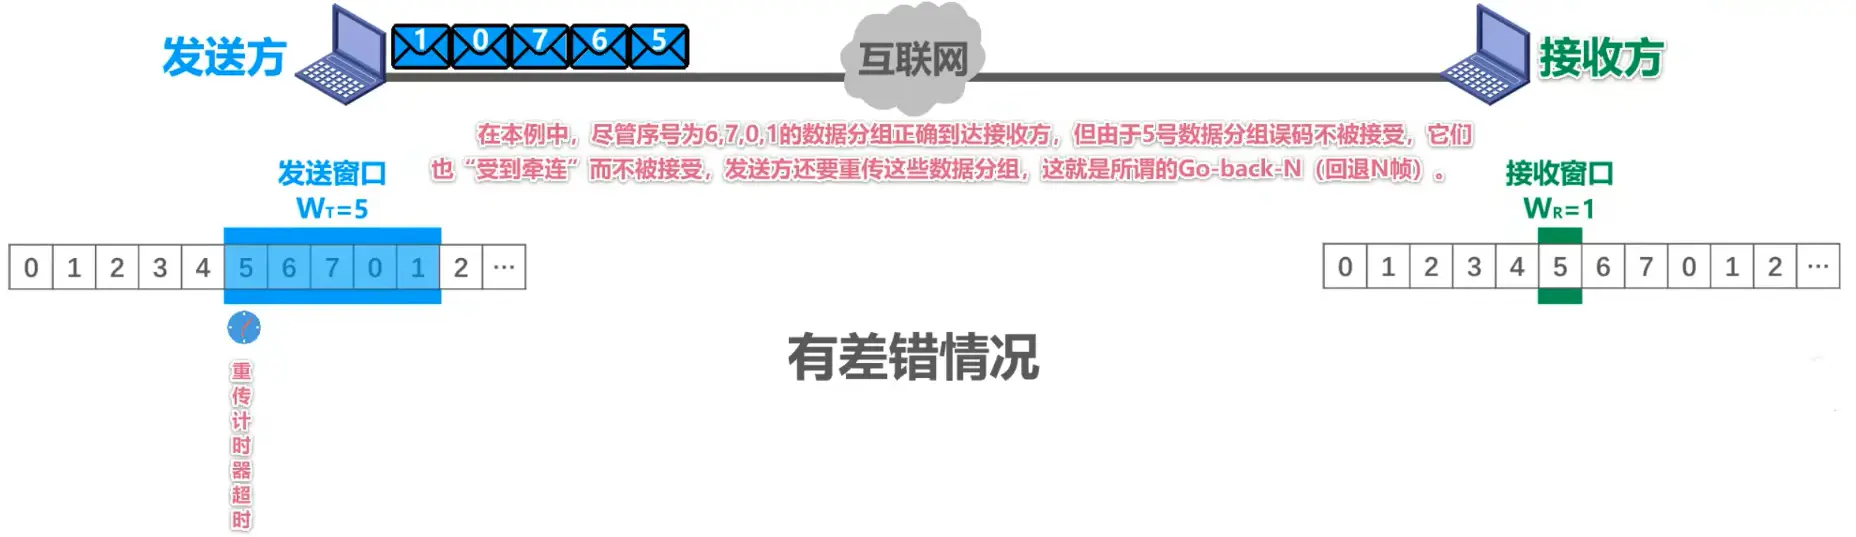 发送方
1 0 7 6 5
互联网
接收方
在本例中，尽管序号为6,7,0,1的数据分组正确到达接收方，但由于5号数据分组误码不被接受，它们
也“受到牵连”而不被接受，发送方还要重传这些数据分组，这就是所谓的Go-back-N（回退N帧）。
发送窗口
WT=5
接收窗口
WR=1
0 1 2 3 4 5 6 7 0 1 2 ···
0 1 2 3 4 5 6 7 0 1 2 ···
重传计时器超时
有差错情况